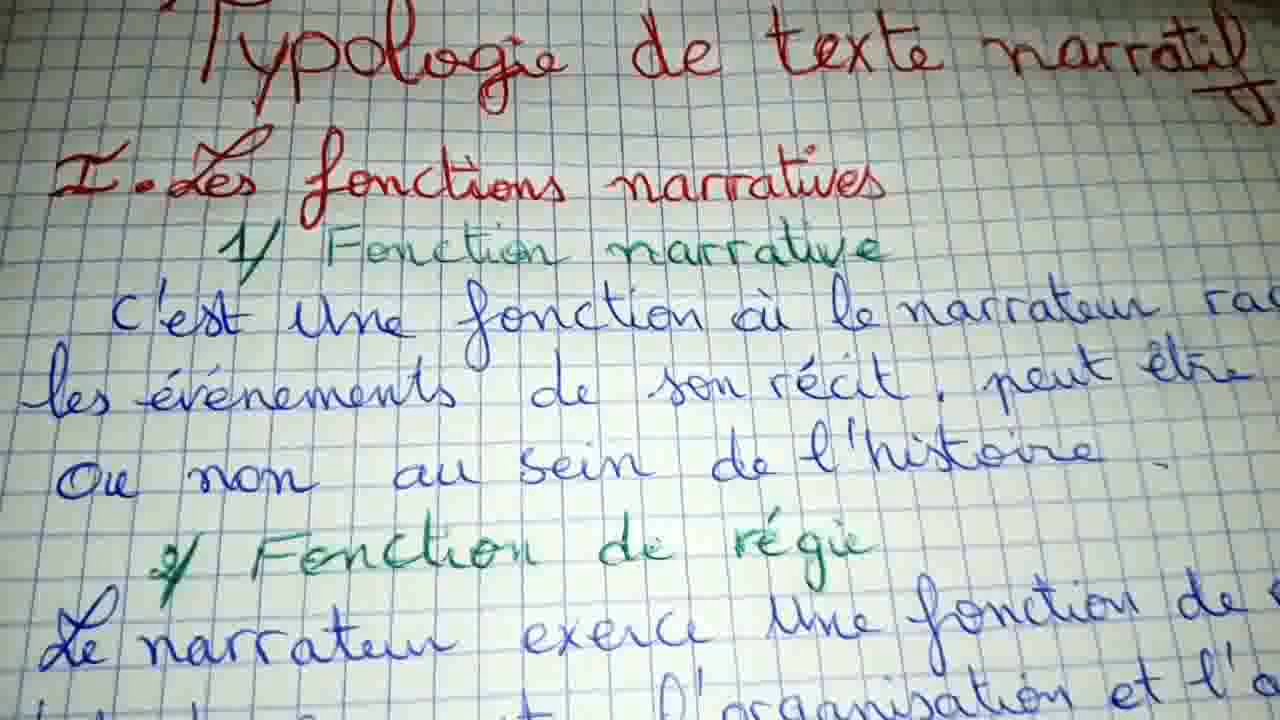 Typologie de texte narratif
I. Les fonctions narratives
1/ Fonction narrative
c'est une fonction où le narrateur
les événements de son récit, peut être
ou non au sein de l'histoire.
2/ Fonction de régie
Le narrateur exerce une fonction de
l'organisation et